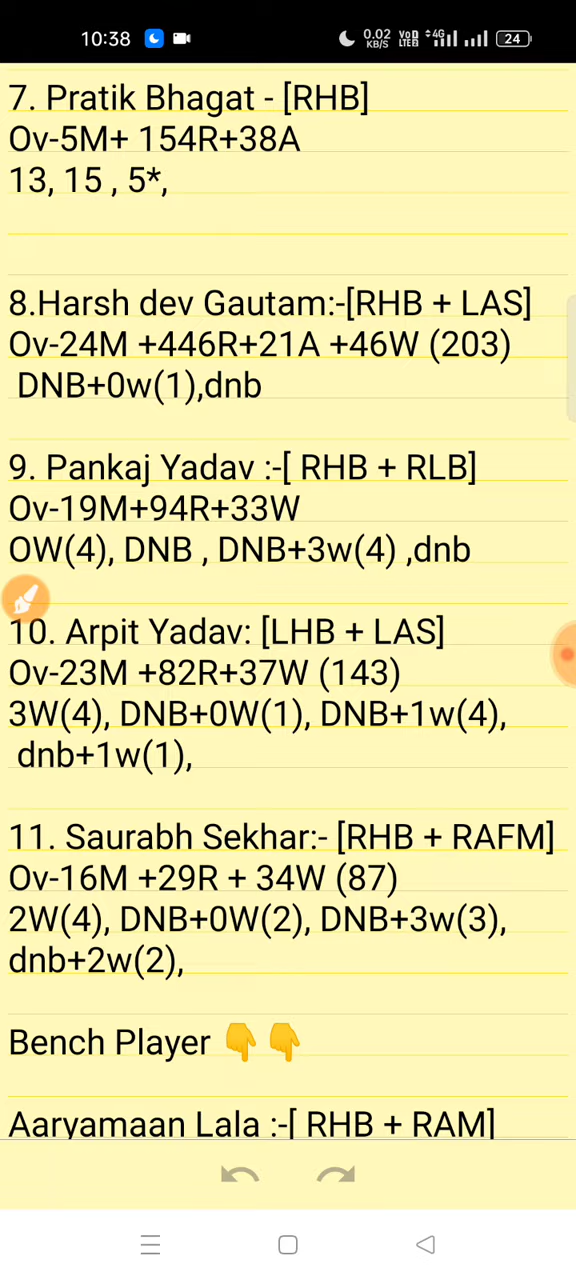 10:38
0.02 KB/S VoD LTE2 4G 24
7. Pratik Bhagat - [RHB]
Ov-5M+ 154R+38A
13, 15 , 5*,
8.Harsh dev Gautam:-[RHB + LAS]
Ov-24M +446R+21A +46W (203)
DNB+0w(1),dnb
9. Pankaj Yadav :-[ RHB + RLB]
Ov-19M+94R+33W
0W(4), DNB , DNB+3w(4) ,dnb
10. Arpit Yadav: [LHB + LAS]
Ov-23M +82R+37W (143)
3W(4), DNB+0W(1), DNB+1w(4),
dnb+1w(1),
11. Saurabh Sekhar:- [RHB + RAFM]
Ov-16M +29R + 34W (87)
2W(4), DNB+0W(2), DNB+3w(3),
dnb+2w(2),
Bench Player 👇👇
Aaryamaan Lala :-[ RHB + RAM]